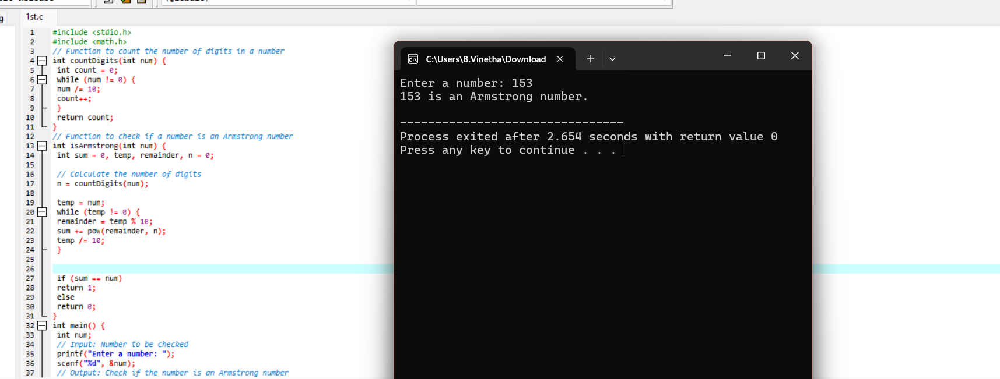 1st.c
1 #include <stdio.h>
2 #include <math.h>
3 // Function to count the number of digits in a number
4 int countDigits(int num) {
5 int count = 0;
6 while (num != 0) {
7 num /= 10;
8 count++;
9 }
10 return count;
11 }
12 // Function to check if a number is an Armstrong number
13 int isArmstrong(int num) {
14 int sum = 0, temp, remainder, n = 0;
15
16 // Calculate the number of digits
17 n = countDigits(num);
18
19 temp = num;
20 while (temp != 0) {
21 remainder = temp % 10;
22 sum += pow(remainder, n);
23 temp /= 10;
24 }
25
26
27 if (sum == num)
28 return 1;
29 else
30 return 0;
31 }
32 int main() {
33 int num;
34 // Input: Number to be checked
35 printf("Enter a number: ");
36 scanf("%d", &num);
37 // Output: Check if the number is an Armstrong number
C:\Users\B.Vinetha\Download
Enter a number: 153
153 is an Armstrong number.
--------------------------------
Process exited after 2.654 seconds with return value 0
Press any key to continue . . .